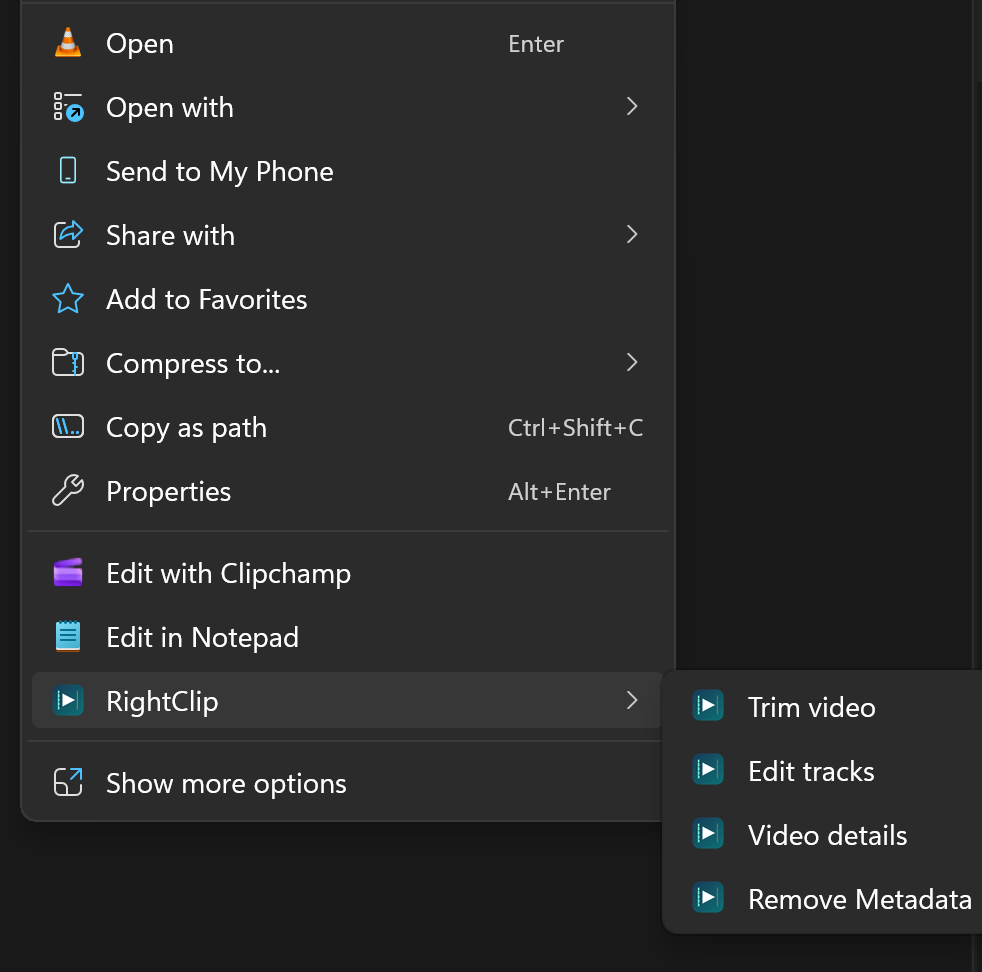 Open Enter
Open with
Send to My Phone
Share with
Add to Favorites
Compress to...
Copy as path Ctrl+Shift+C
Properties Alt+Enter
Edit with Clipchamp
Edit in Notepad
RightClip
Show more options
Trim video
Edit tracks
Video details
Remove Metadata